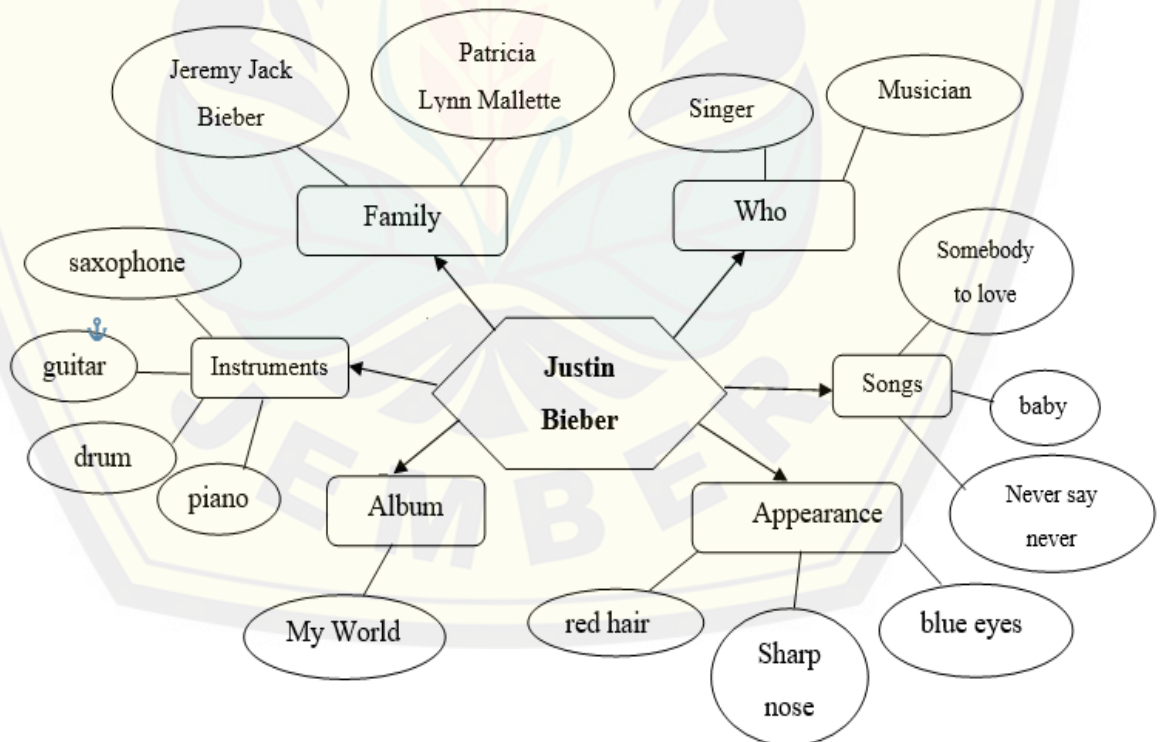 Jeremy Jack
Bieber
Patricia
Lynn Mallette
Singer
Musician
Family
Who
saxophone
Somebody
to love
guitar
Instruments
Justin
Bieber
Songs
baby
drum
piano
Album
Appearance
Never say
never
My World
red hair
Sharp
nose
blue eyes
JEMBER